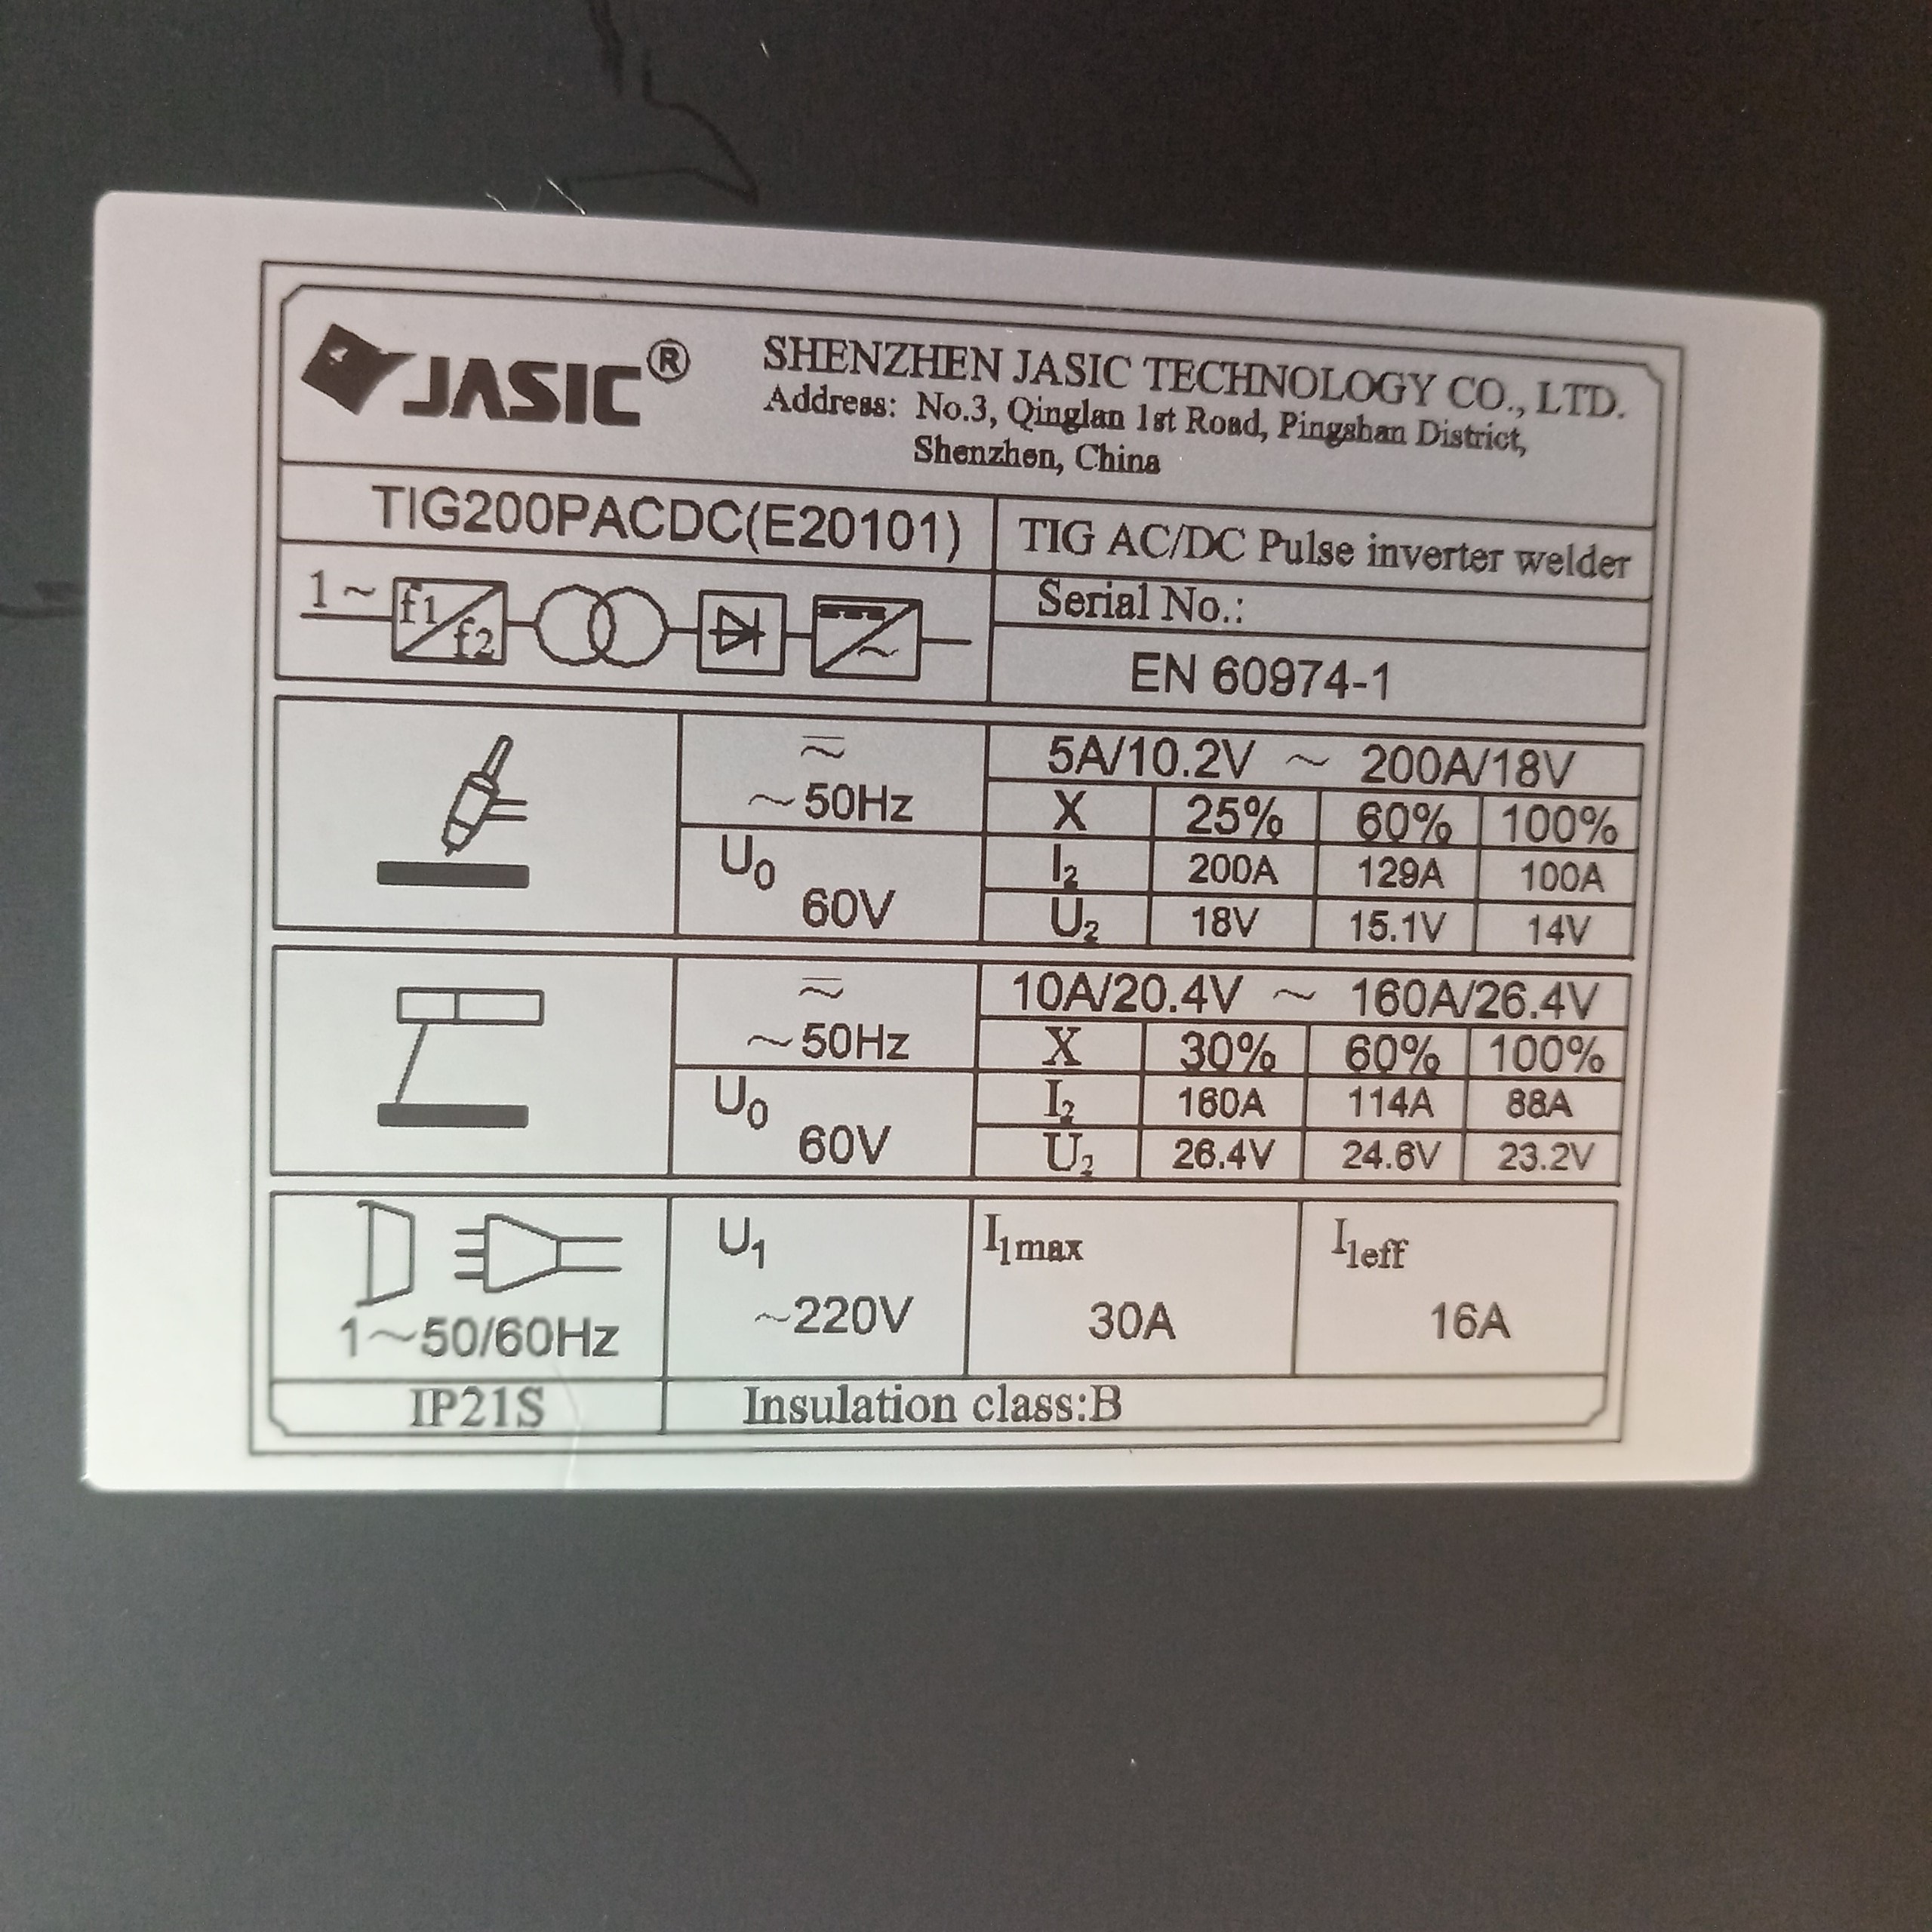 JASIC®
SHENZHEN JASIC TECHNOLOGY CO., LTD.
Address: No.3, Qinglan 1st Road, Pingshan District,
Shenzhen, China
TIG200PACDC(E20101)
TIG AC/DC Pulse inverter welder
1~ f1 f2
Serial No.:
EN 60974-1
~50Hz
U0 60V
5A/10.2V ~ 200A/18V
X 25% 60% 100%
I2 200A 129A 100A
U2 18V 15.1V 14V
~50Hz
U0 60V
10A/20.4V ~ 160A/26.4V
X 30% 60% 100%
I2 160A 114A 88A
U2 26.4V 24.6V 23.2V
1~50/60Hz
U1 ~220V
I1max 30A
I1eff 16A
IP21S
Insulation class:B